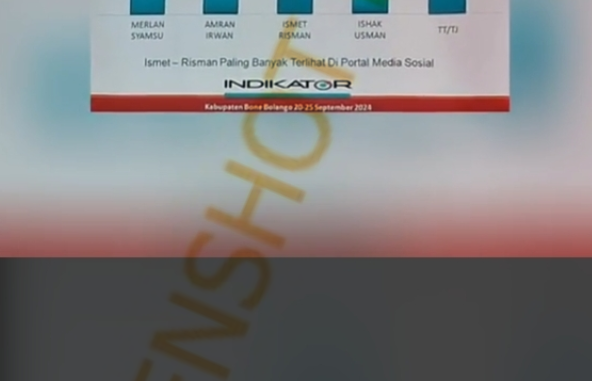 MERLAN AMRAN ISMET ISHAK TT/TJ
SYAMSU IRWAN RISMAN USMAN
Ismet – Risman Paling Banyak Terlihat Di Portal Media Sosial
INDIKATOR
Kabupaten Bone Bolango 20-25 September 2024
ENSHOT